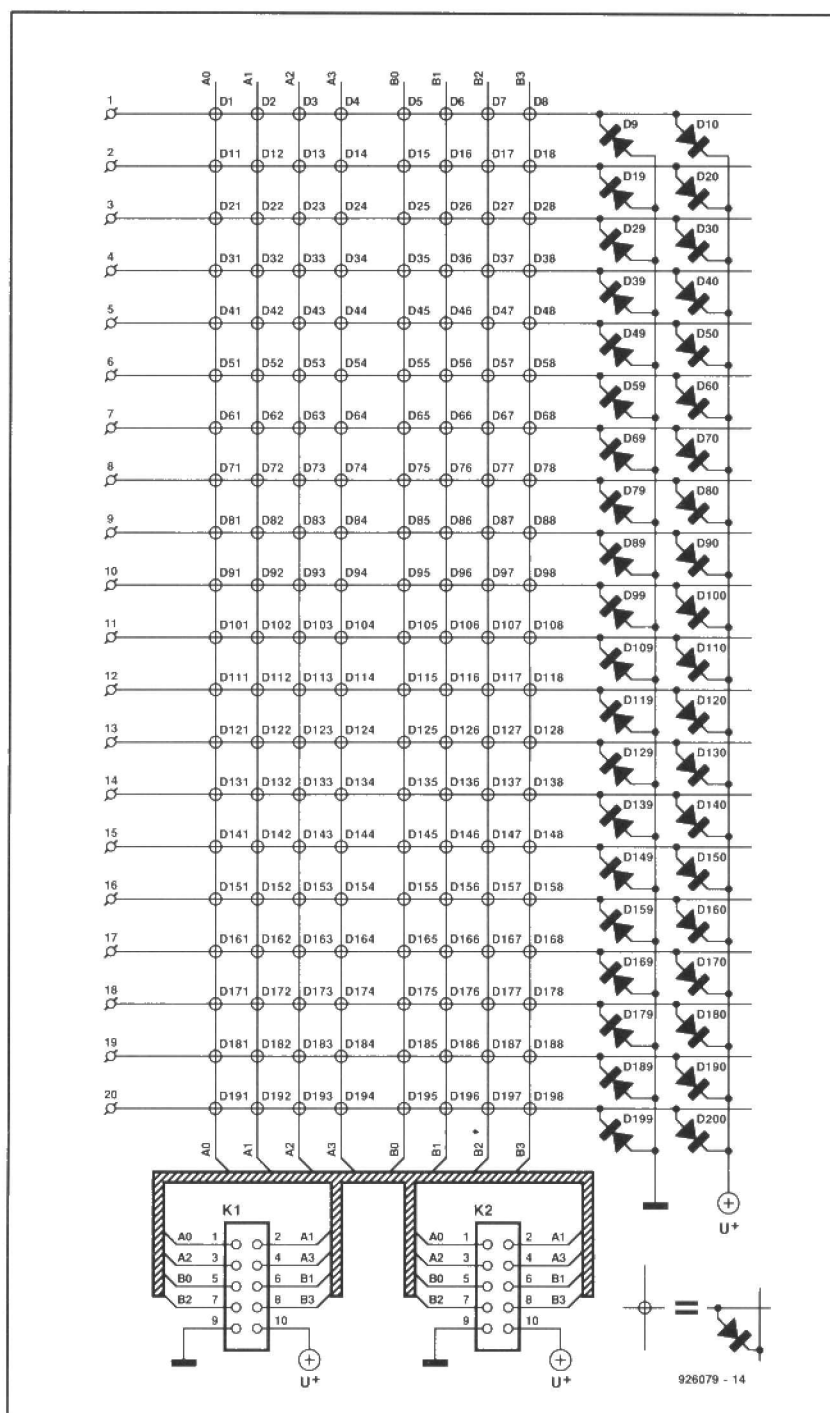 A0 A1 A2 A3 B0 B1 B2 B3
1 D1 D2 D3 D4 D5 D6 D7 D8 D9 D10
2 D11 D12 D13 D14 D15 D16 D17 D18 D19 D20
3 D21 D22 D23 D24 D25 D26 D27 D28 D29 D30
4 D31 D32 D33 D34 D35 D36 D37 D38 D39 D40
5 D41 D42 D43 D44 D45 D46 D47 D48 D49 D50
6 D51 D52 D53 D54 D55 D56 D57 D58 D59 D60
7 D61 D62 D63 D64 D65 D66 D67 D68 D69 D70
8 D71 D72 D73 D74 D75 D76 D77 D78 D79 D80
9 D81 D82 D83 D84 D85 D86 D87 D88 D89 D90
10 D91 D92 D93 D94 D95 D96 D97 D98 D99 D100
11 D101 D102 D103 D104 D105 D106 D107 D108 D109 D110
12 D111 D112 D113 D114 D115 D116 D117 D118 D119 D120
13 D121 D122 D123 D124 D125 D126 D127 D128 D129 D130
14 D131 D132 D133 D134 D135 D136 D137 D138 D139 D140
15 D141 D142 D143 D144 D145 D146 D147 D148 D149 D150
16 D151 D152 D153 D154 D155 D156 D157 D158 D159 D160
17 D161 D162 D163 D164 D165 D166 D167 D168 D169 D170
18 D171 D172 D173 D174 D175 D176 D177 D178 D179 D180
19 D181 D182 D183 D184 D185 D186 D187 D188 D189 D190
20 D191 D192 D193 D194 D195 D196 D197 D198 D199 D200
A0 A1 A2 A3 B0 B1 B2 B3
U+
K1 K2
A0 1 2 A1 A0 1 2 A1
A2 3 4 A3 A2 3 4 A3
B0 5 6 B1 B0 5 6 B1
B2 7 8 B3 B2 7 8 B3
9 10 9 10
U+ U+
926079 - 14